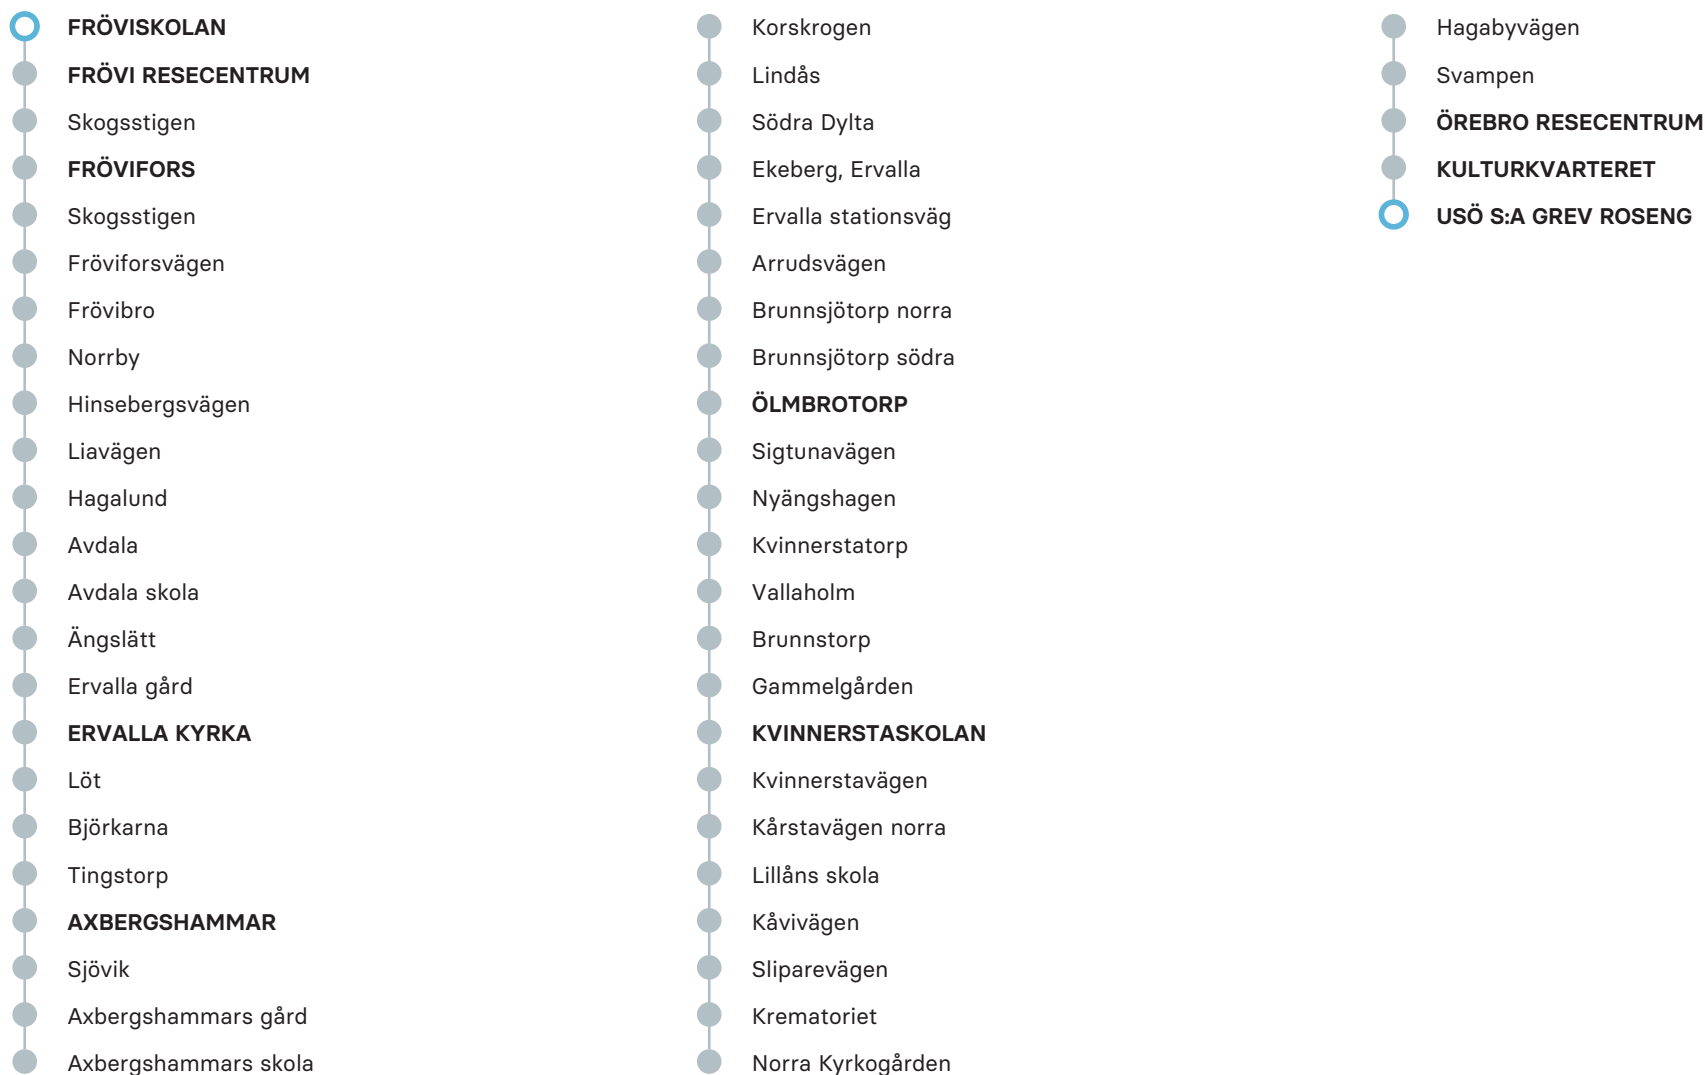 FRÖVISKOLAN
FRÖVI RESECENTRUM
Skogsstigen
FRÖVIFORS
Skogsstigen
Fröviforsvägen
Frövibro
Norrby
Hinsebergsvägen
Liavägen
Hagalund
Avdala
Avdala skola
Ängslätt
Ervalla gård
ERVALLA KYRKA
Löt
Björkarna
Tingstorp
AXBERGSHAMMAR
Sjövik
Axbergshammars gård
Axbergshammars skola
Korskrogen
Lindås
Södra Dylta
Ekeberg, Ervalla
Ervalla stationsväg
Arrudsvägen
Brunnsjötorp norra
Brunnsjötorp södra
ÖLMBROTORP
Sigtunavägen
Nyängshagen
Kvinnerstatorp
Vallaholm
Brunnstorp
Gammelgården
KVINNERSTASKOLAN
Kvinnerstavägen
Kårstavägen norra
Lillåns skola
Kåvivägen
Sliparevägen
Krematoriet
Norra Kyrkogården
Hagabyvägen
Svampen
ÖREBRO RESECENTRUM
KULTURKVARTERET
USÖ S:A GREV ROSENG